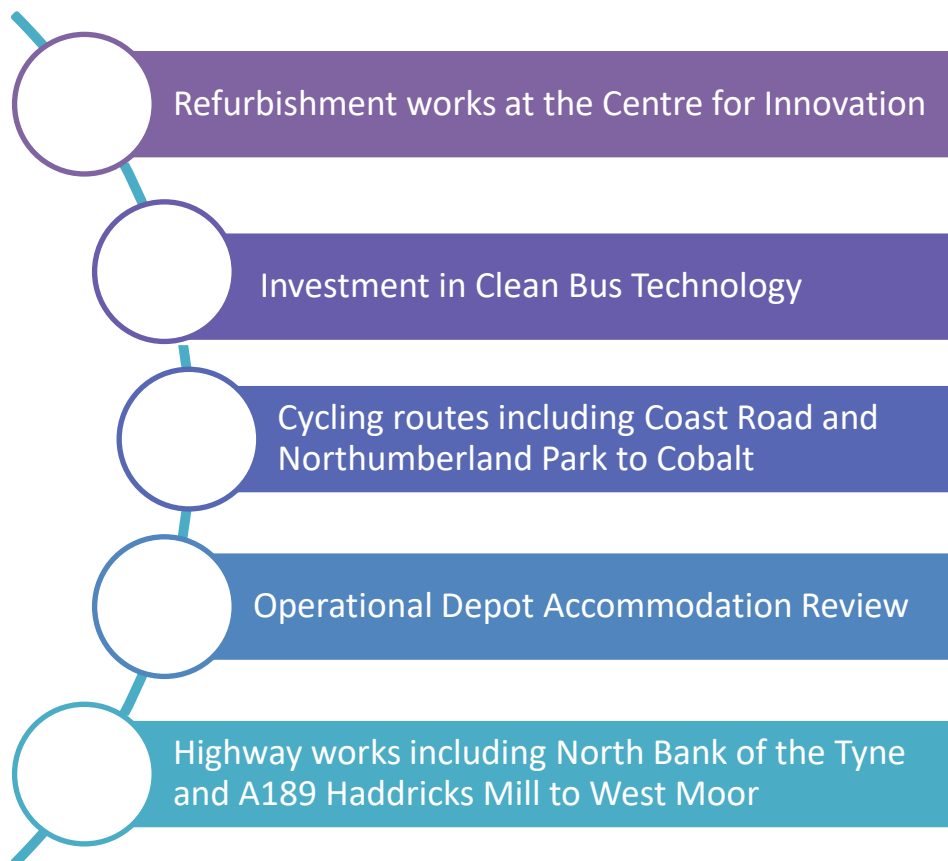 Refurbishment works at the Centre for Innovation
Investment in Clean Bus Technology
Cycling routes including Coast Road and
Northumberland Park to Cobalt
Operational Depot Accommodation Review
Highway works including North Bank of the Tyne
and A189 Haddricks Mill to West Moor